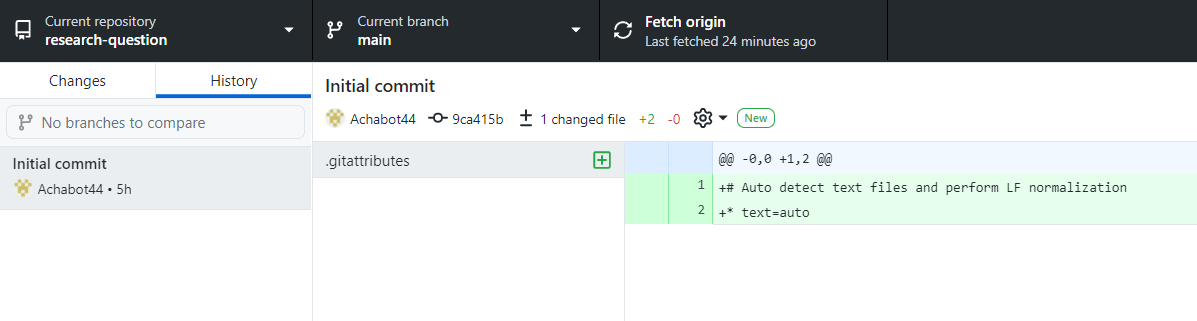 Current repository
research-question
Current branch
main
Fetch origin
Last fetched 24 minutes ago
Changes
History
No branches to compare
Initial commit
Achabot44 • 5h
Initial commit
Achabot44 9ca415b 1 changed file +2 -0 New
.gitattributes
@@ -0,0 +1,2 @@
1 +# Auto detect text files and perform LF normalization
2 +* text=auto